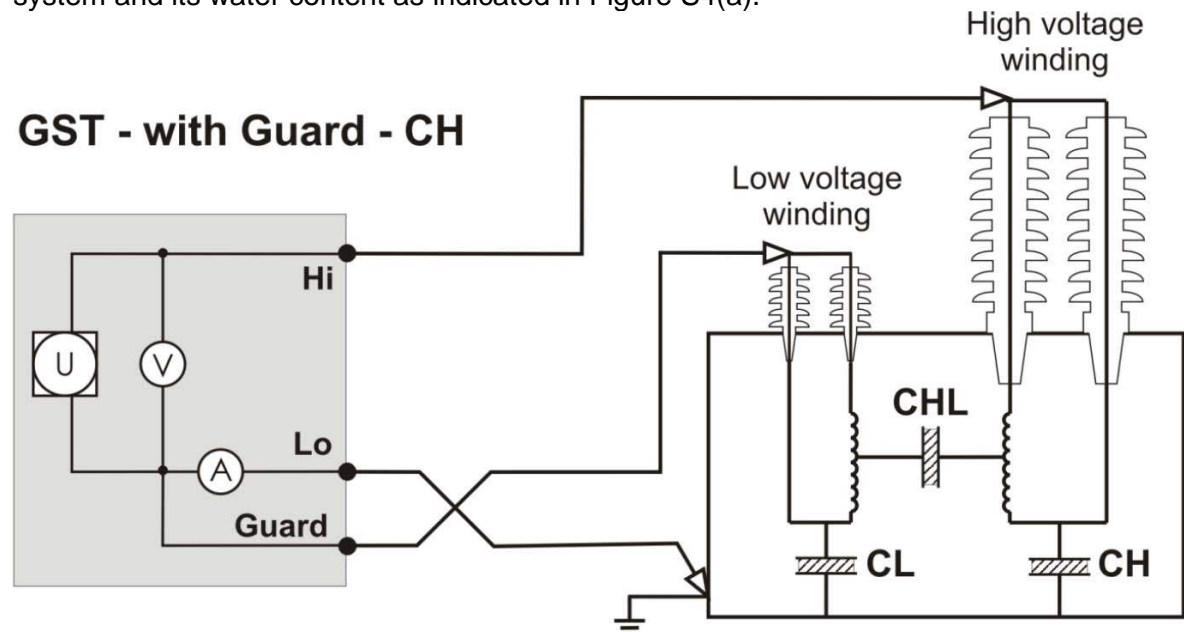 system and its water content as indicated in Figure C4(a).
High voltage
winding
GST - with Guard - CH
Low voltage
winding
Hi
U
V
CHL
Lo
A
Guard
CL
CH